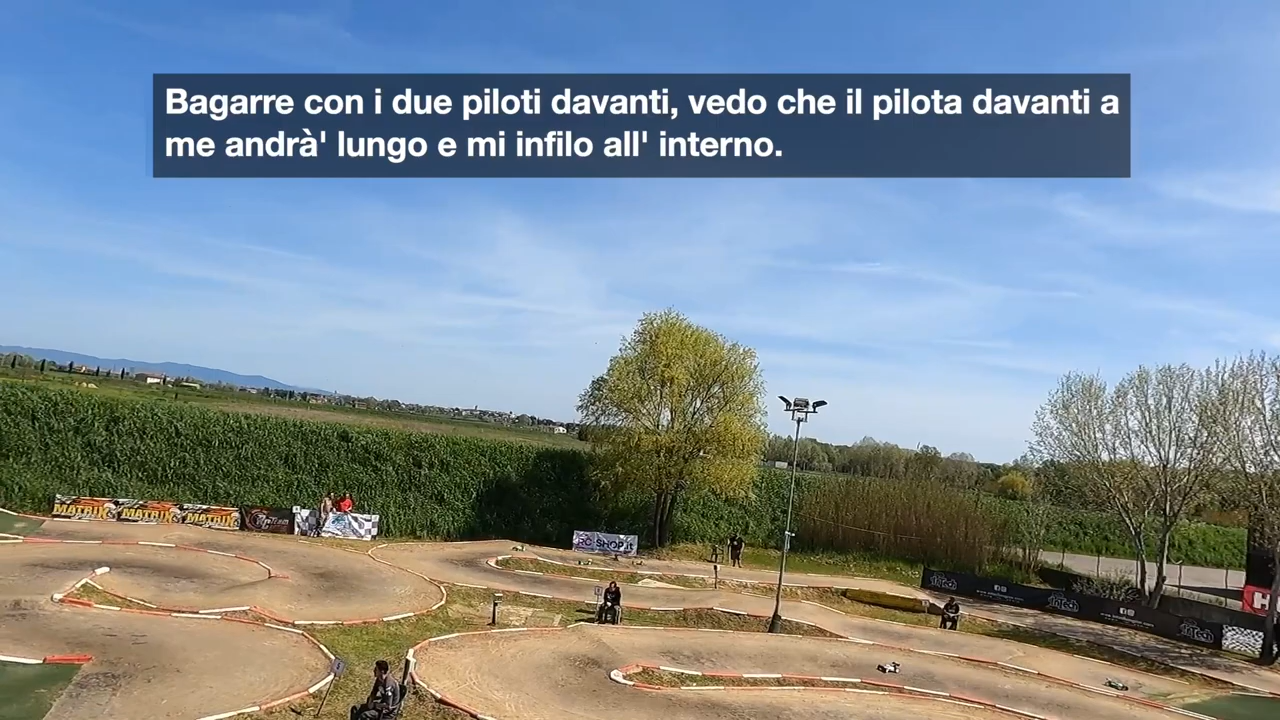 Bagarre con i due piloti davanti, vedo che il pilota davanti a
me andrà' lungo e mi infilo all' interno.
MATRIX MATRIX MATRIX
SHOP.it